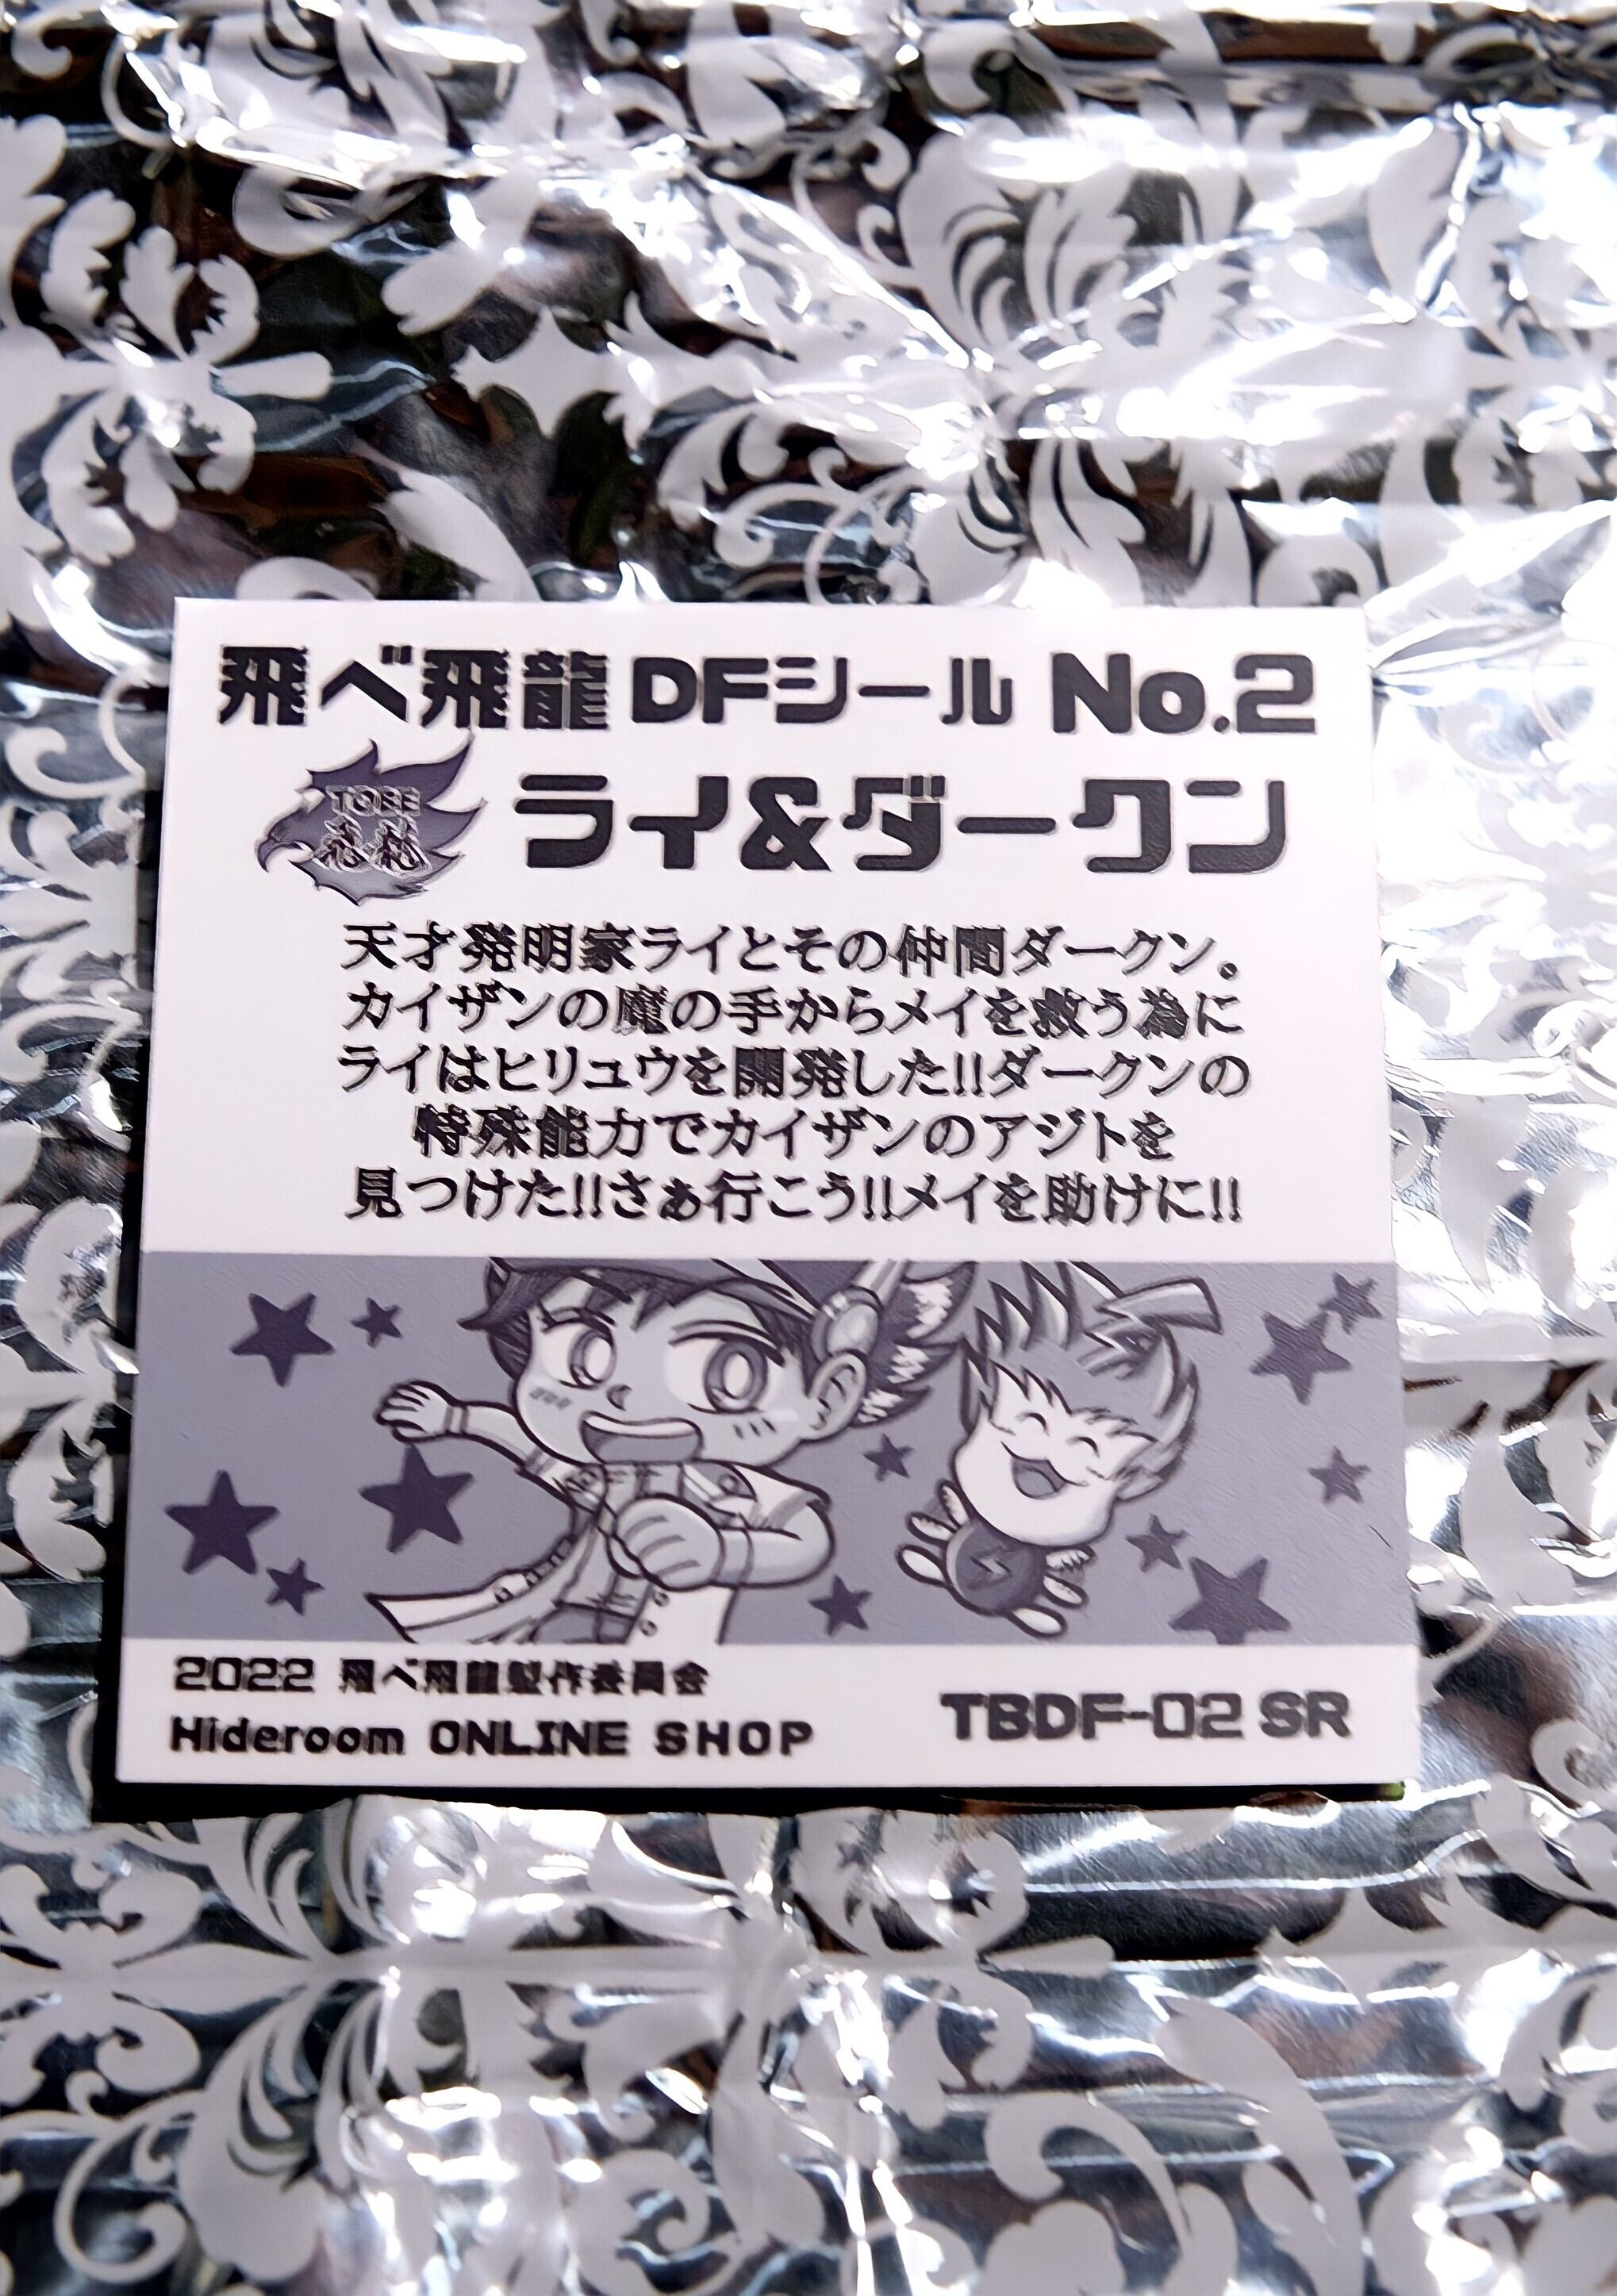 飛べ飛龍 DFシール No.2
TOBE
飛龍
ライ&ダークン
天才発明家ライとその仲間ダークン。
カイザンの魔の手からメイを救う為に
ライはヒリュウを開発した!!ダークンの
特殊能力でカイザンのアジトを
見つけた!!さぁ行こう!!メイを助けに!!
2022 飛べ飛龍製作委員会
Hideroom ONLINE SHOP
TBDF-02 SR